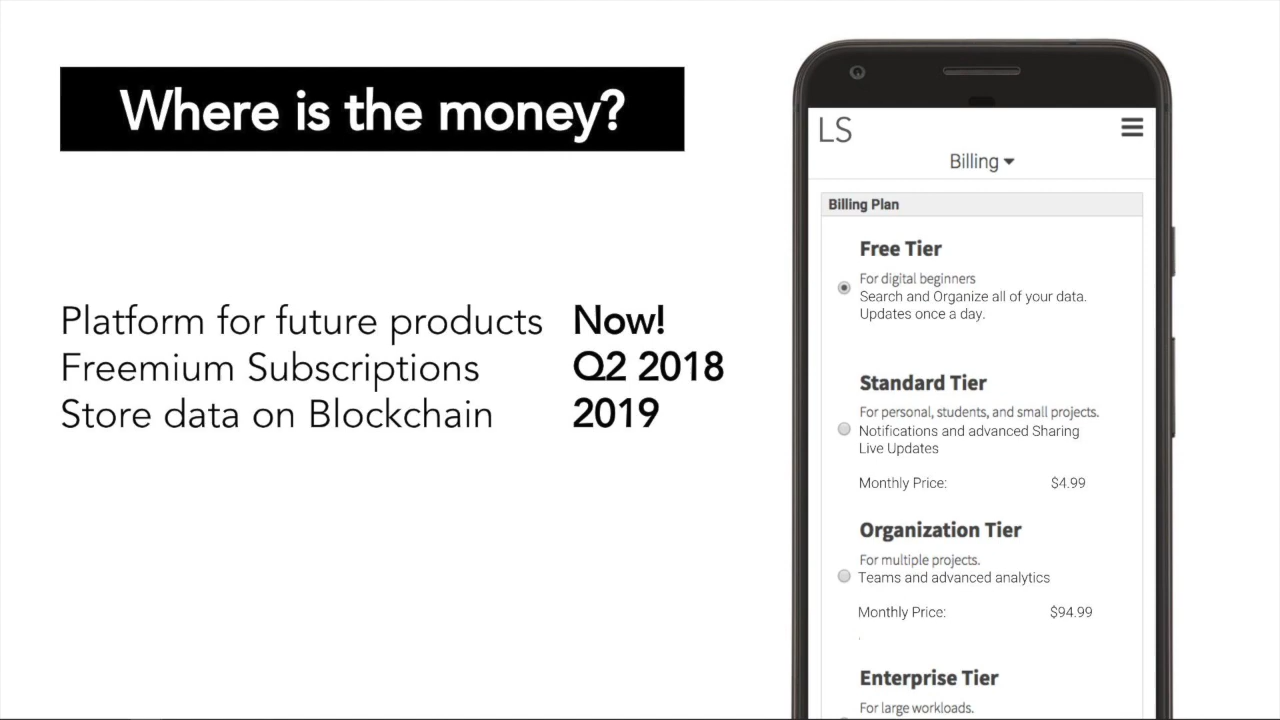 Where is the money?
Platform for future products Now!
Freemium Subscriptions Q2 2018
Store data on Blockchain 2019
LS
Billing
Billing Plan
Free Tier
For digital beginners
Search and Organize all of your data.
Updates once a day.
Standard Tier
For personal, students, and small projects.
Notifications and advanced Sharing
Live Updates
Monthly Price: $4.99
Organization Tier
For multiple projects.
Teams and advanced analytics
Monthly Price: $94.99
Enterprise Tier
For large workloads.